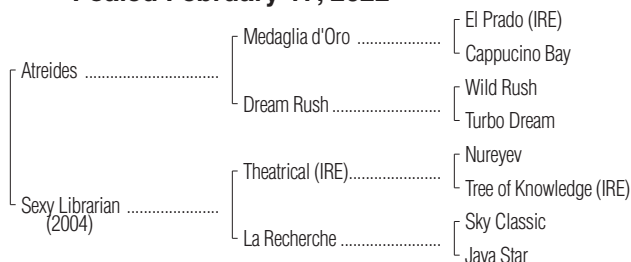 Foaled February 17, 2022
El Prado (IRE)
Medaglia d'Oro .....................
Cappucino Bay
Atreides ..................................
Wild Rush
Dream Rush ...........................
Turbo Dream
Nureyev
Theatrical (IRE)....................
Tree of Knowledge (IRE)
Sexy Librarian .......................
(2004)
Sky Classic
La Recherche .........................
Java Star